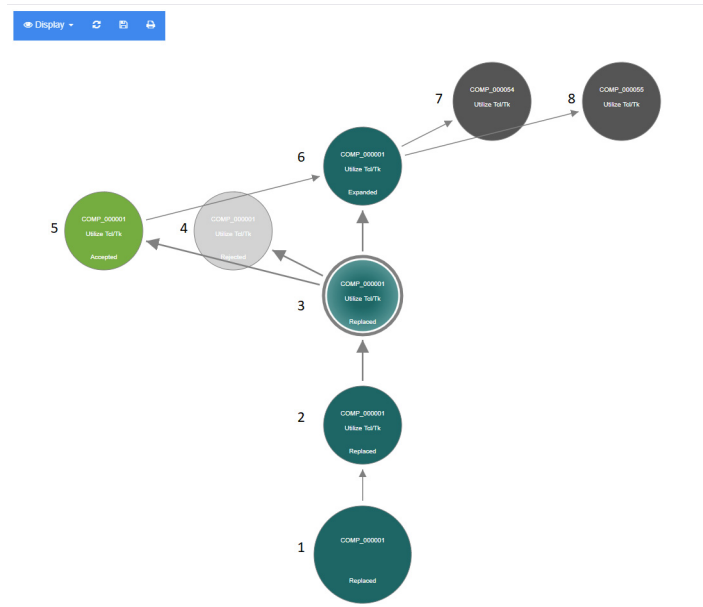 Display
7
COMP_000054
Utilize Tol/Tk
8
COMP_000055
Utilize Tol/Tk
6
COMP_000001
Utilize Tol/Tk
Expanded
5
COMP_000001
Utilize Tol/Tk
Accepted
4
COMP_000001
Utilize Tol/Tk
Rejected
3
COMP_000001
Utilize Tol/Tk
Replaced
2
COMP_000001
Utilize Tol/Tk
Replaced
1
COMP_000001
Replaced